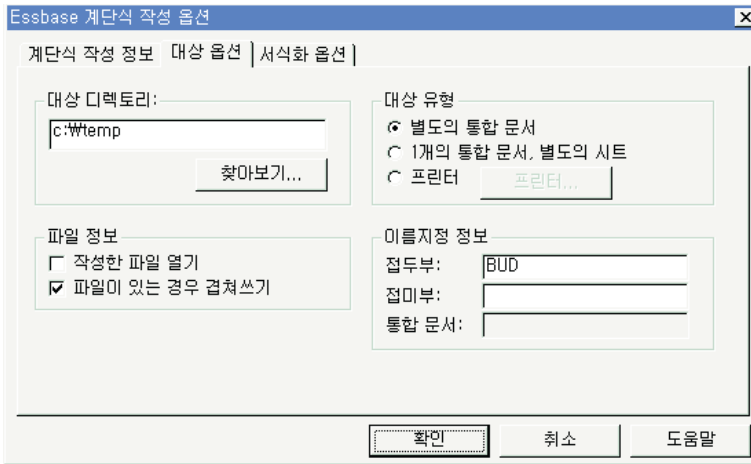 Essbase 계단식 작성 옵션
계단식 작성 정보 대상 옵션 서식화 옵션
대상 디렉토리:
c:₩temp
찾아보기...
대상 유형
별도의 통합 문서
1개의 통합 문서, 별도의 시트
프린터 프린터...
파일 정보
작성한 파일 열기
파일이 있는 경우 겹쳐쓰기
이름지정 정보
접두부: BUD
접미부:
통합 문서:
확인 취소 도움말